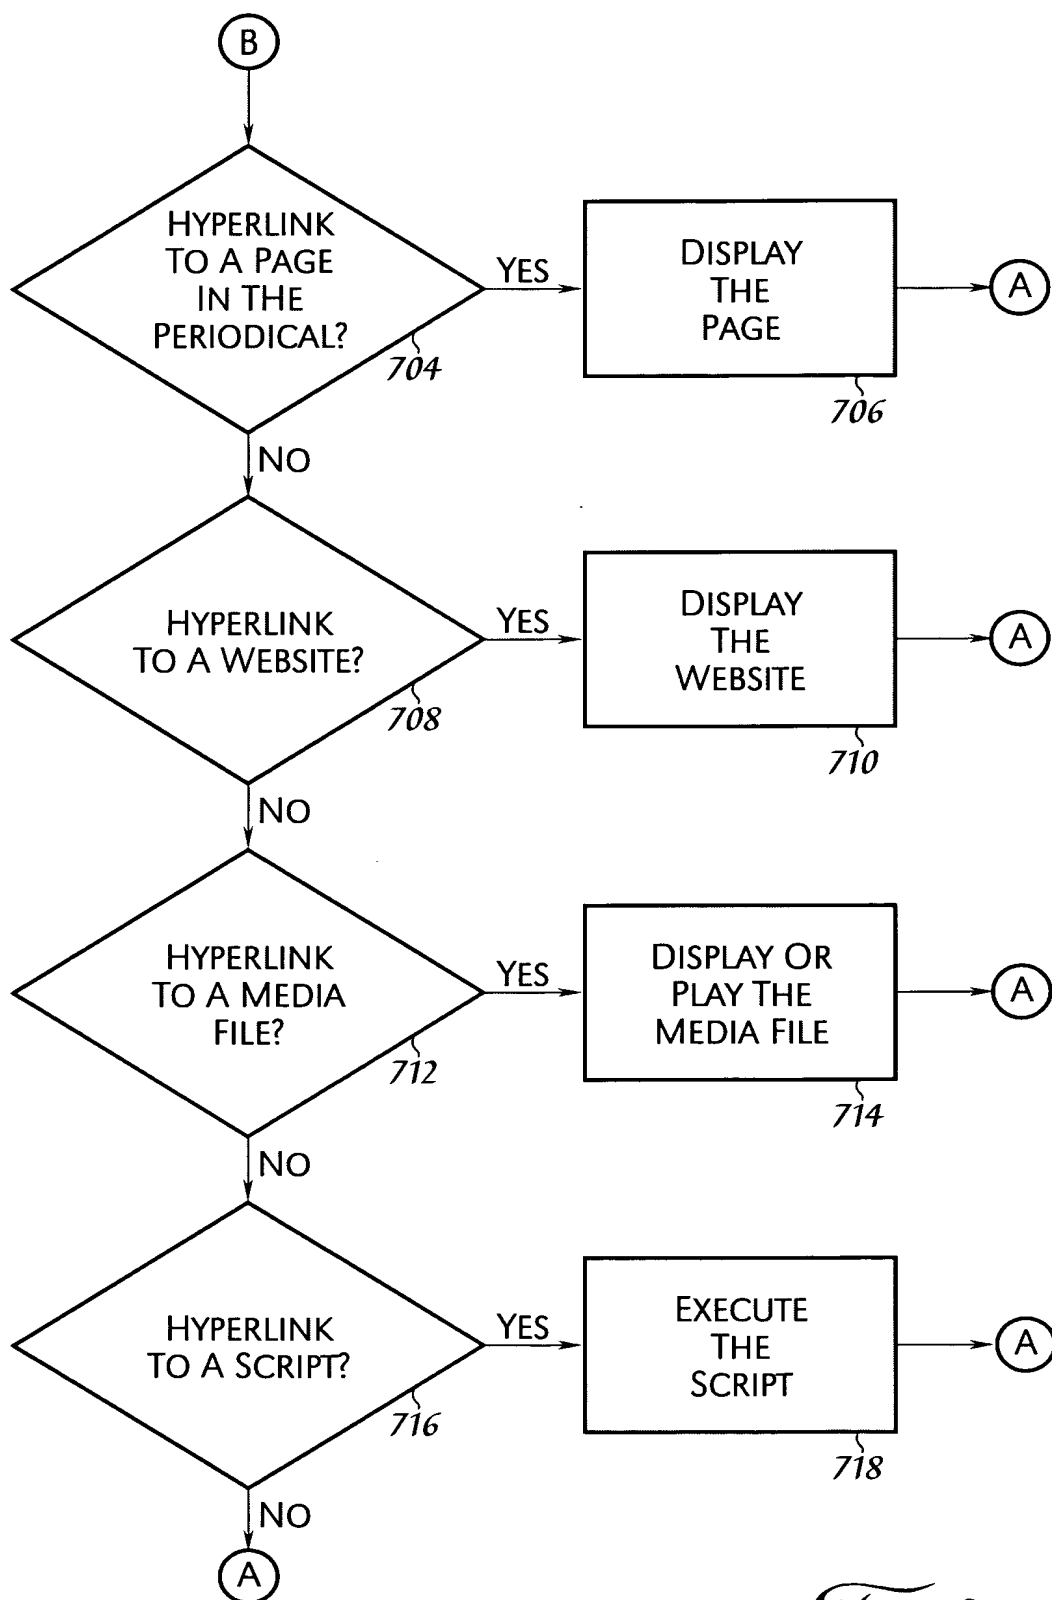 B
HYPERLINK
TO A PAGE
IN THE
PERIODICAL?
704
YES
DISPLAY
THE
PAGE
706
A
NO
HYPERLINK
TO A WEBSITE?
708
YES
DISPLAY
THE
WEBSITE
710
A
NO
HYPERLINK
TO A MEDIA
FILE?
712
YES
DISPLAY OR
PLAY THE
MEDIA FILE
714
A
NO
HYPERLINK
TO A SCRIPT?
716
YES
EXECUTE
THE
SCRIPT
718
A
NO
A